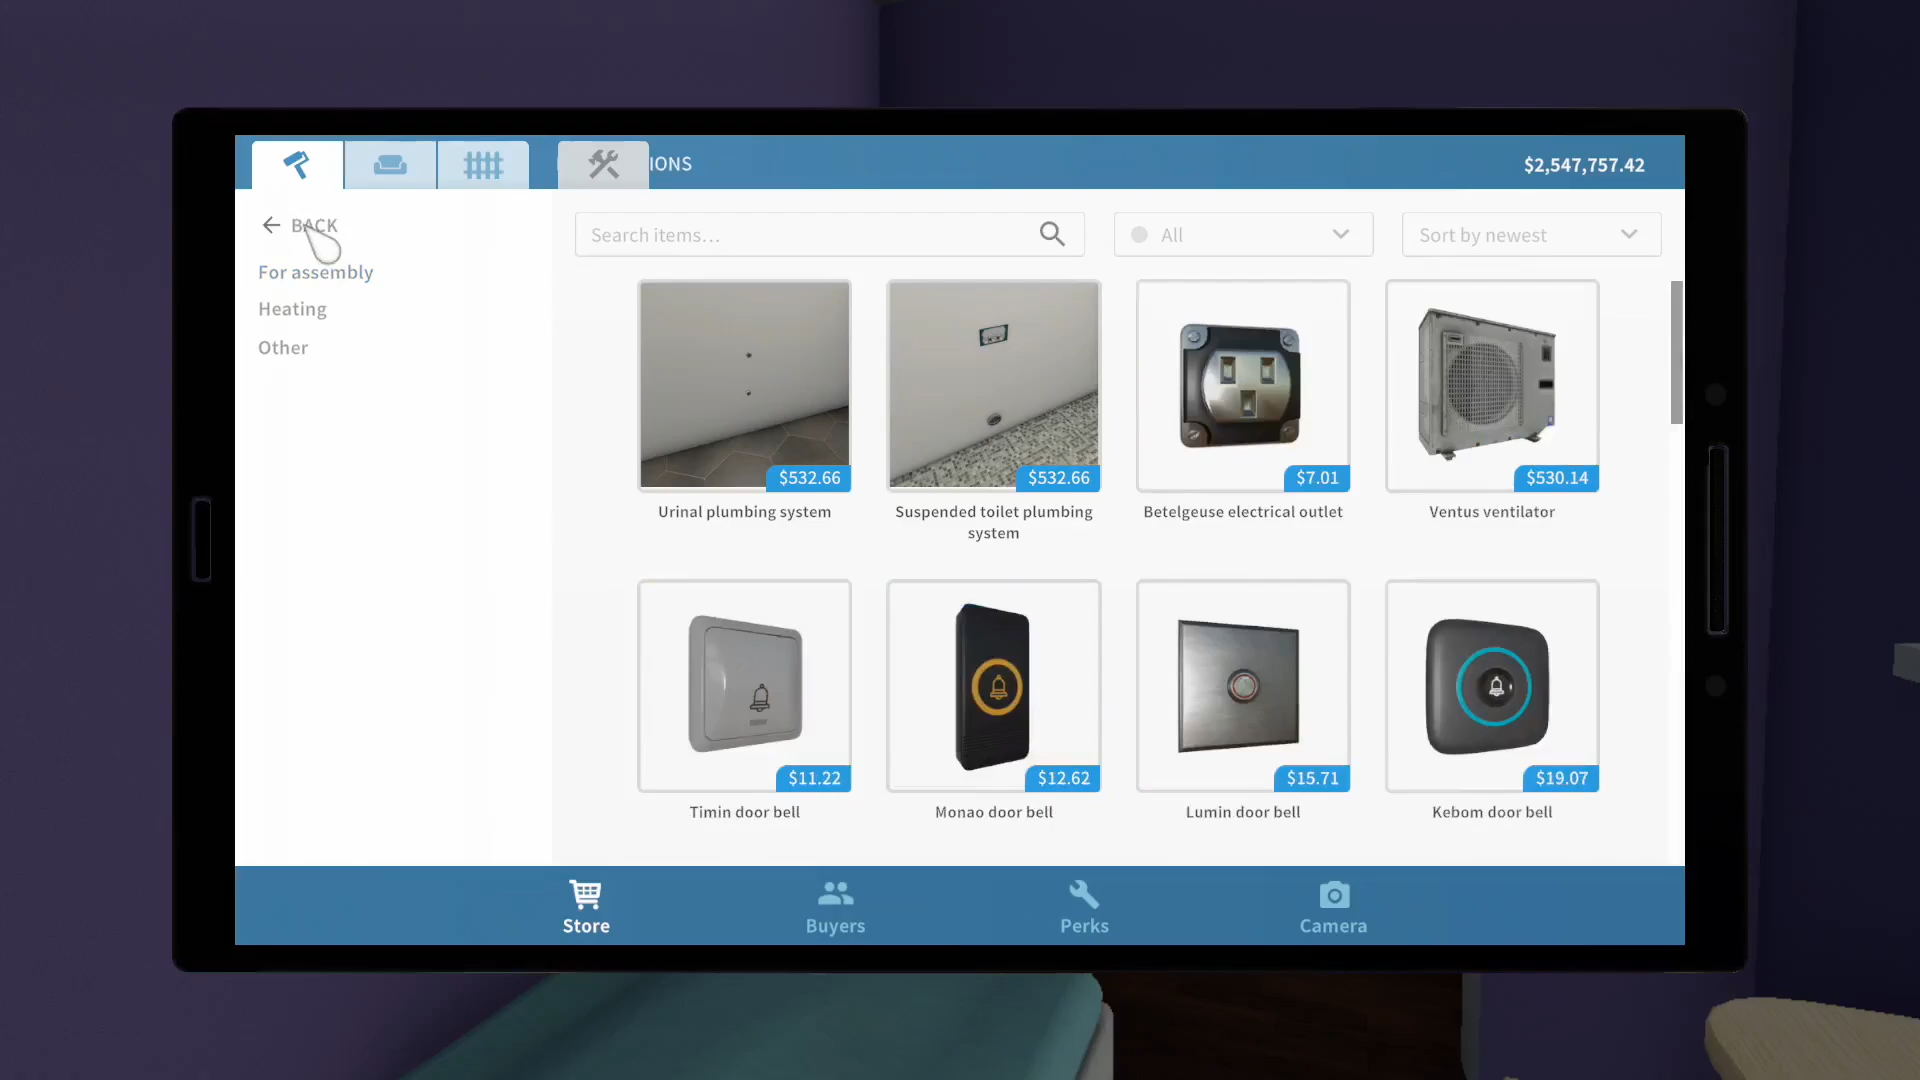 IONS
$2,547,757.42
BACK
For assembly
Heating
Other
Search items...
All
Sort by newest
$532.66
$532.66
$7.01
$530.14
Urinal plumbing system
Suspended toilet plumbing
system
Betelgeuse electrical outlet
Ventus ventilator
$11.22
$12.62
$15.71
$19.07
Timin door bell
Monao door bell
Lumin door bell
Kebom door bell
Store
Buyers
Perks
Camera